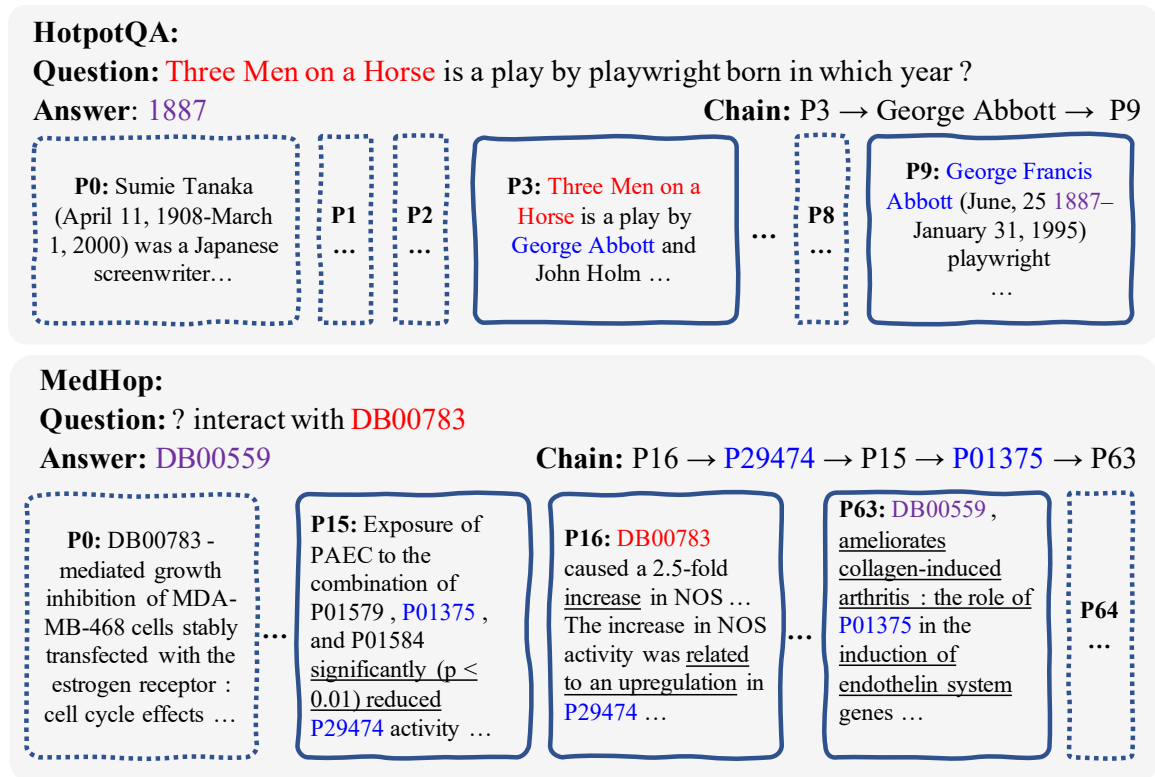 HotpotQA:
Question: Three Men on a Horse is a play by playwright born in which year ?
Answer: 1887
Chain: P3 → George Abbott → P9
P0: Sumie Tanaka
(April 11, 1908-March
1, 2000) was a Japanese
screenwriter…
P1
…
P2
…
P3: Three Men on a
Horse is a play by
George Abbott and
John Holm …
…
P8
…
P9: George Francis
Abbott (June, 25 1887–
January 31, 1995)
playwright
…
MedHop:
Question: ? interact with DB00783
Answer: DB00559
Chain: P16 → P29474 → P15 → P01375 → P63
P0: DB00783 -
mediated growth
inhibition of MDA-
MB-468 cells stably
transfected with the
estrogen receptor :
cell cycle effects …
…
P15: Exposure of
PAEC to the
combination of
P01579 , P01375 ,
and P01584
significantly (p <
0.01) reduced
P29474 activity …
P16: DB00783
caused a 2.5-fold
increase in NOS …
The increase in NOS
activity was related
to an upregulation in
P29474 …
…
P63: DB00559 ,
ameliorates
collagen-induced
arthritis : the role of
P01375 in the
induction of
endothelin system
genes …
P64
…